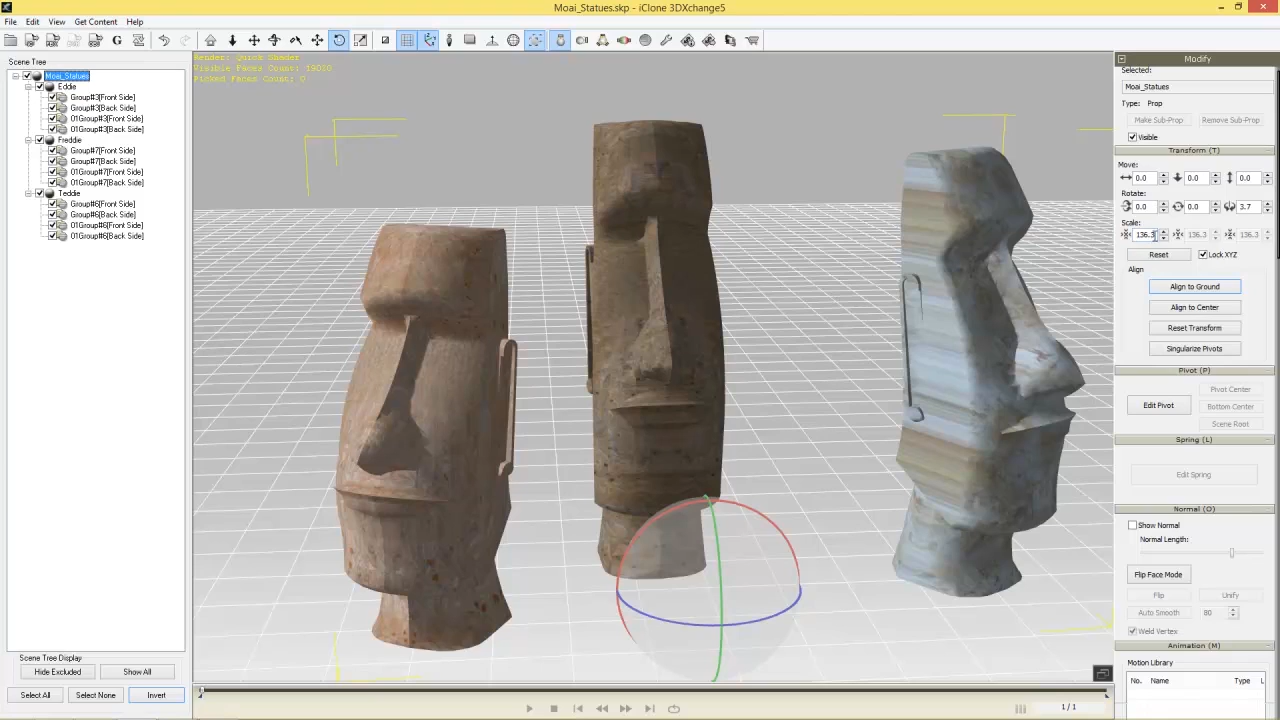 Moai_Statues.skp - iClone 3DXchange5
File Edit View Get Content Help
Scene Tree
Moai_Statues
Eddie
Group#3[Front Side]
Group#3[Back Side]
01Group#3[Front Side]
01Group#3[Back Side]
Freddie
Group#7[Front Side]
Group#7[Back Side]
01Group#7[Front Side]
01Group#7[Back Side]
Teddie
Group#6[Front Side]
Group#6[Back Side]
01Group#6[Front Side]
01Group#6[Back Side]
Scene Tree Display
Hide Excluded Show All
Select All Select None Invert
Render: Quick Shader
Visible Faces Count: 19030
Picked Faces Count: 0
Modify
Selected:
Moai_Statues
Type: Prop
Make Sub-Prop Remove Sub-Prop
Visible
Transform (T)
Move:
0.0 0.0 0.0
Rotate:
0.0 0.0 3.7
Scale:
136.3 136.3 136.3
Reset Lock XYZ
Align
Align to Ground
Align to Center
Reset Transform
Singularize Pivots
Pivot (P)
Edit Pivot
Pivot Center
Bottom Center
Scene Root
Spring (L)
Edit Spring
Normal (O)
Show Normal
Normal Length:
Flip Face Mode
Flip Unify
Auto Smooth 80
Weld Vertex
Animation (M)
Motion Library
No. Name Type L
1 / 1